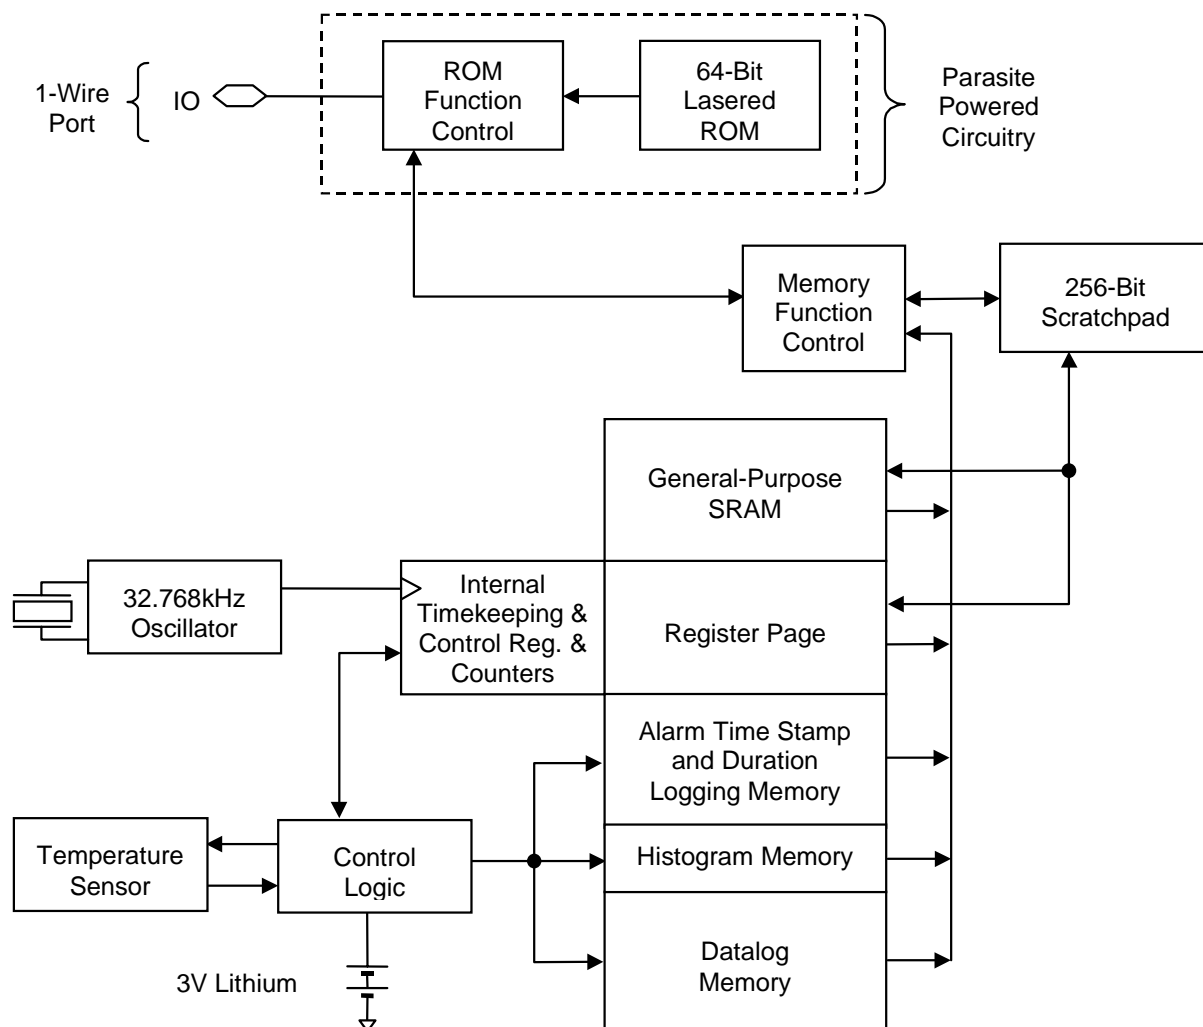 1-Wire
Port
IO
ROM
Function
Control
64-Bit
Lasered
ROM
Parasite
Powered
Circuitry
Memory
Function
Control
256-Bit
Scratchpad
General-Purpose
SRAM
32.768kHz
Oscillator
Internal
Timekeeping &
Control Reg. &
Counters
Register Page
Alarm Time Stamp
and Duration
Logging Memory
Temperature
Sensor
Control
Logic
Histogram Memory
Datalog
Memory
3V Lithium